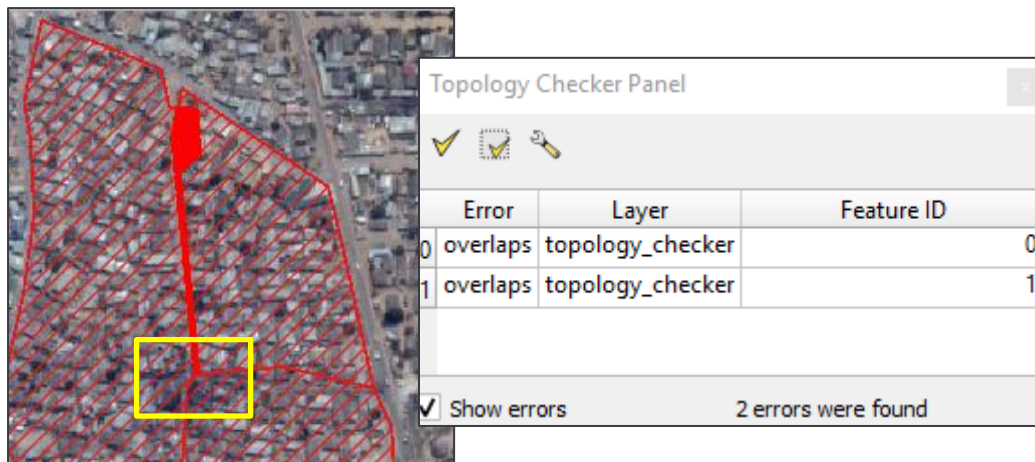 Topology Checker Panel
Error Layer Feature ID
0 overlaps topology_checker 0
1 overlaps topology_checker 1
Show errors 2 errors were found